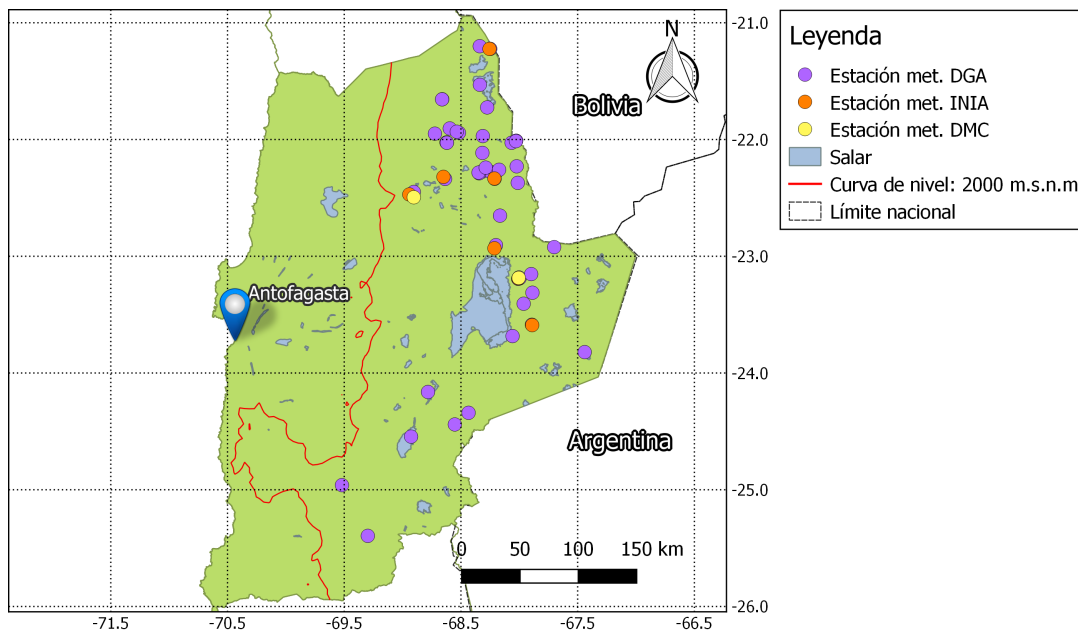 -21.0
N
Bolivia
-22.0
-23.0
Antofagasta
-24.0
Argentina
-25.0
0 50 100 150 km
-26.0
-71.5 -70.5 -69.5 -68.5 -67.5 -66.5
Leyenda
Estación met. DGA
Estación met. INIA
Estación met. DMC
Salar
Curva de nivel: 2000 m.s.n.m
Límite nacional